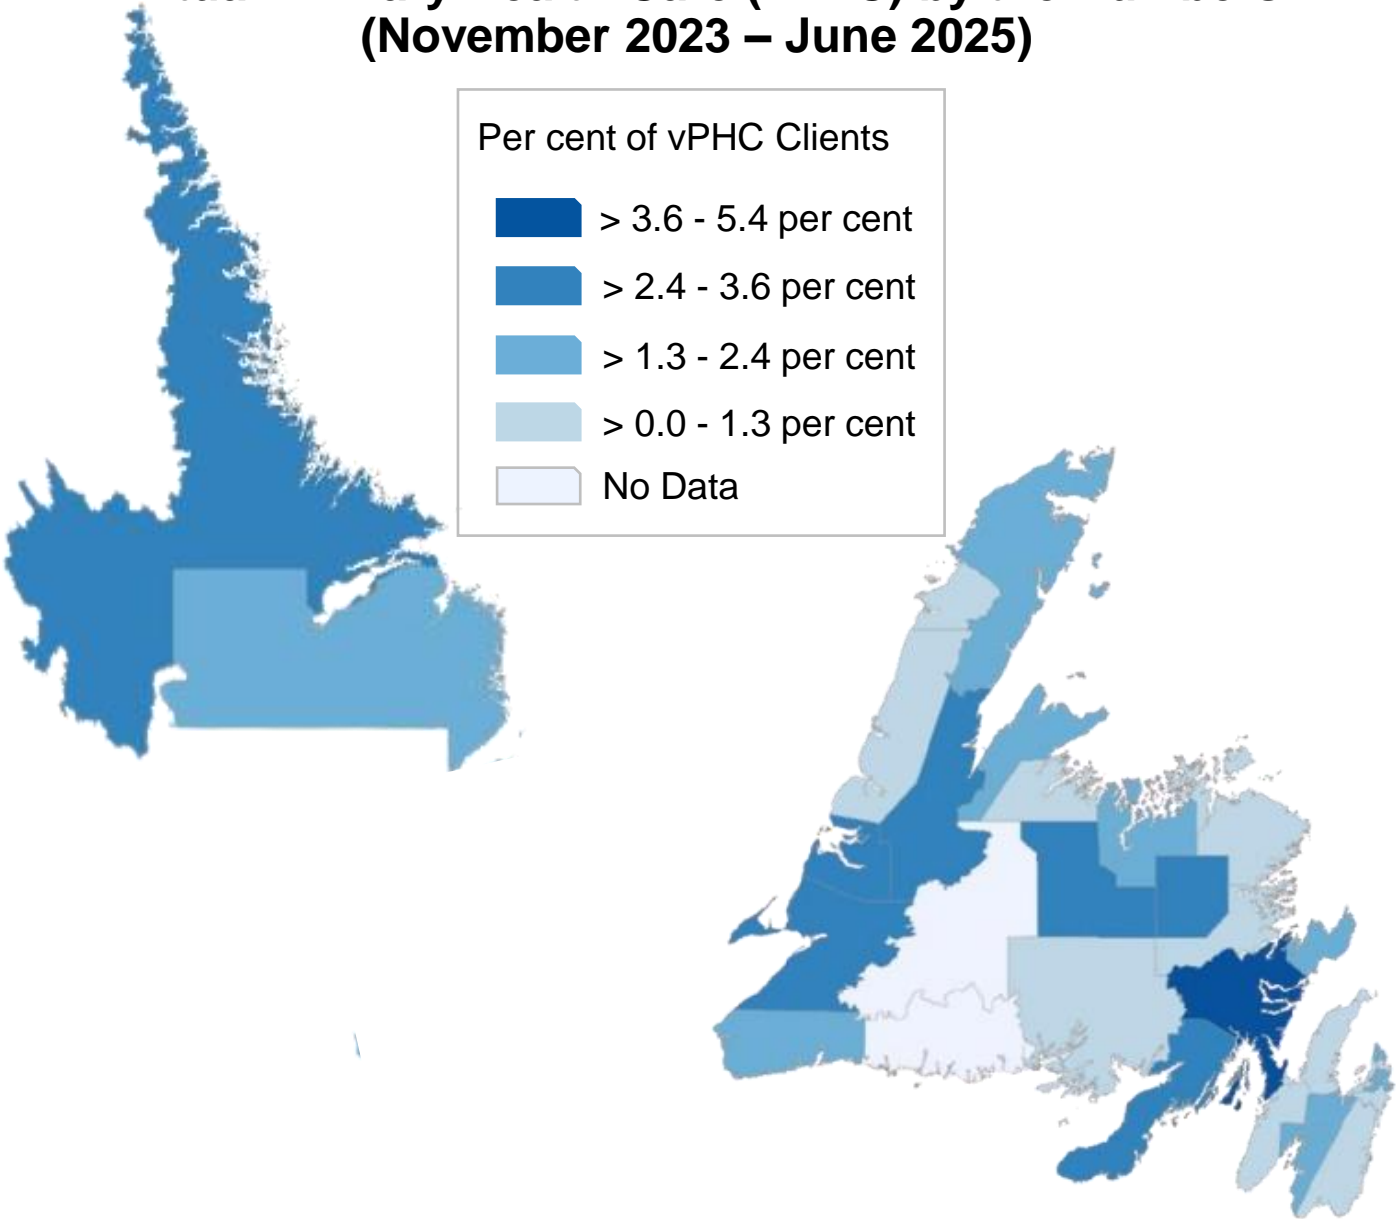 (November 2023 – June 2025)
Per cent of vPHC Clients
> 3.6 - 5.4 per cent
> 2.4 - 3.6 per cent
> 1.3 - 2.4 per cent
> 0.0 - 1.3 per cent
No Data